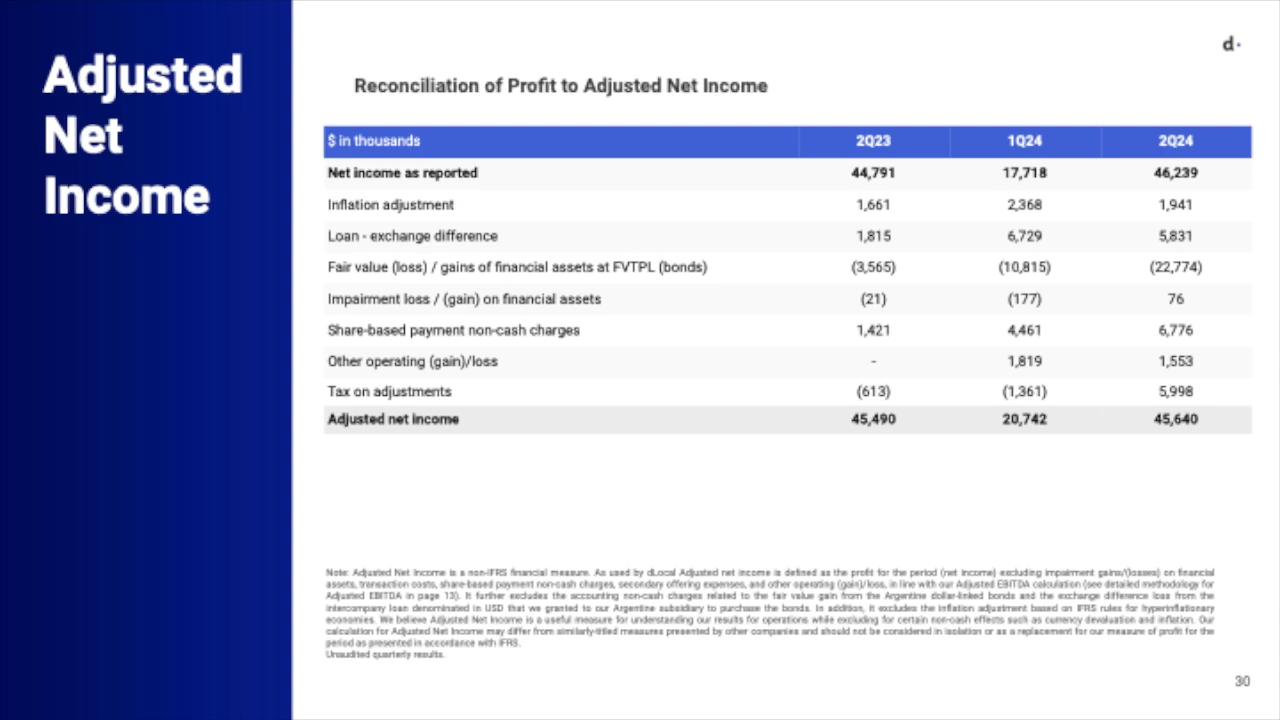 Adjusted
Net
Income
d·
Reconciliation of Profit to Adjusted Net Income
$ in thousands 2Q23 1Q24 2Q24
Net income as reported 44,791 17,718 46,239
Inflation adjustment 1,661 2,368 1,941
Loan - exchange difference 1,815 6,729 5,831
Fair value (loss) / gains of financial assets at FVTPL (bonds) (3,565) (10,815) (22,774)
Impairment loss / (gain) on financial assets (21) (177) 76
Share-based payment non-cash charges 1,421 4,461 6,776
Other operating (gain)/loss - 1,819 1,553
Tax on adjustments (613) (1,361) 5,998
Adjusted net income 45,490 20,742 45,640
Note: Adjusted Net Income is a non-IFRS financial measure. As used by dLocal Adjusted net income is defined as the profit for the period (net income) excluding impairment gains/(losses) on financial
assets, transaction costs, share-based payment non-cash charges, secondary offering expenses, and other operating (gain)/loss, in line with our Adjusted EBITDA calculation (see detailed methodology for
Adjusted EBITDA in page 13). It further excludes the accounting non-cash charges related to the fair value gain from the Argentine dollar-linked bonds and the exchange difference loss from the
intercompany loan denominated in USD that we granted to our Argentine subsidiary to purchase the bonds. In addition, it excludes the inflation adjustment based on IFRS rules for hyperinflationary
economies. We believe Adjusted Net Income is a useful measure for understanding our results for operations while excluding for certain non-cash effects such as currency devaluation and inflation. Our
calculation for Adjusted Net Income may differ from similarly-titled measures presented by other companies and should not be considered in isolation or as a replacement for our measure of profit for the
period as presented in accordance with IFRS.
Unaudited quarterly results.
30